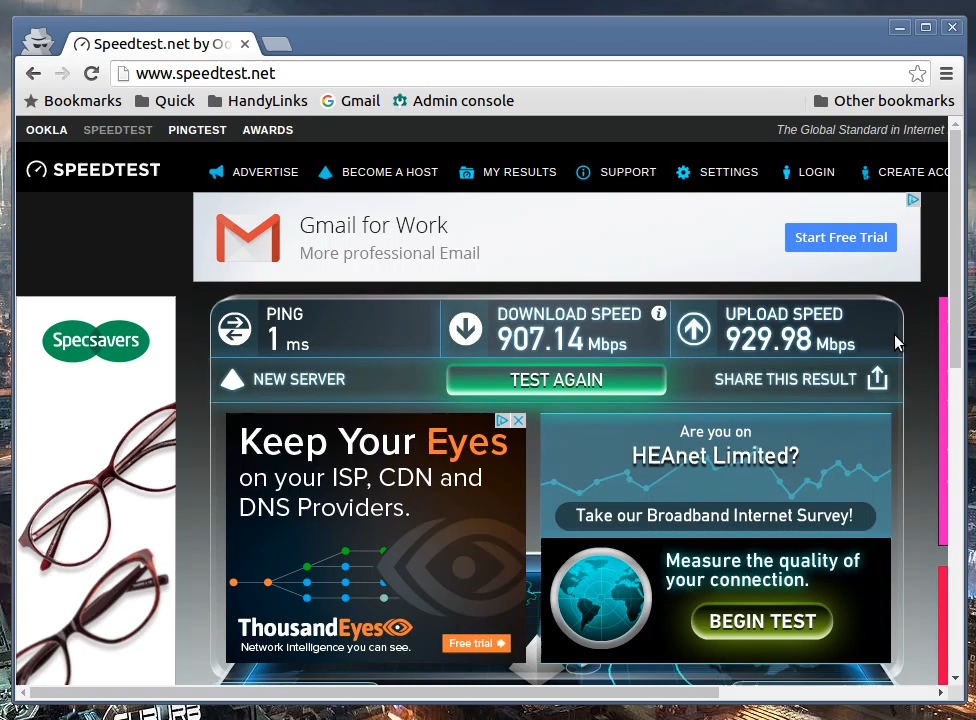 Speedtest.net by Oo
www.speedtest.net
Bookmarks Quick HandyLinks Gmail Admin console Other bookmarks
OOKLA SPEEDTEST PINGTEST AWARDS The Global Standard in Internet
SPEEDTEST ADVERTISE BECOME A HOST MY RESULTS SUPPORT SETTINGS LOGIN CREATE ACC
Gmail for Work
More professional Email
Start Free Trial
Specsavers
PING
1 ms
DOWNLOAD SPEED
907.14 Mbps
UPLOAD SPEED
929.98 Mbps
NEW SERVER TEST AGAIN SHARE THIS RESULT
Keep Your Eyes
on your ISP, CDN and
DNS Providers.
ThousandEyes
Network Intelligence you can see.
Free trial
Are you on
HEAnet Limited?
Take our Broadband Internet Survey!
Measure the quality of
your connection.
BEGIN TEST